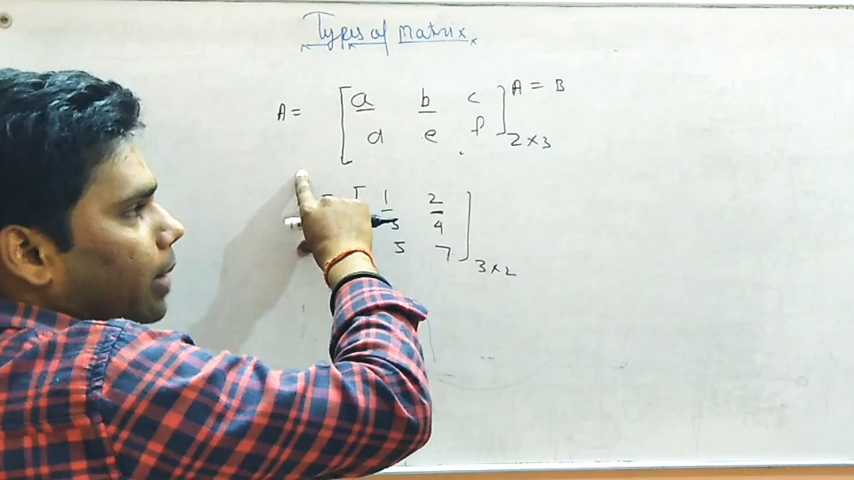 Types of Matrix
A = [ a b c ] A = B
d e f 2×3
1 2
3 4
5 7 ] 3×2